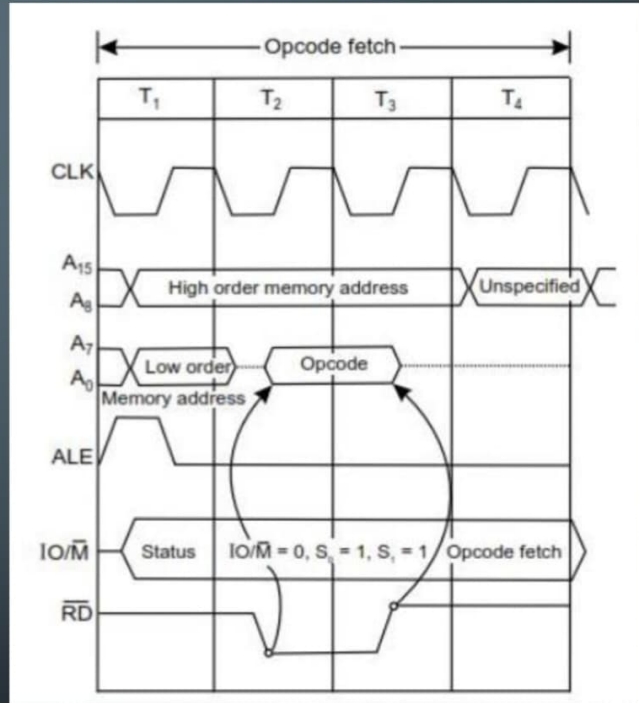 Opcode fetch
T₁ T₂ T₃ T₄
CLK
A₁₅
High order memory address Unspecified
A₈
A₇
Low order Opcode
A₀
Memory address
ALE
IO/M̅ Status IO/M̅ = 0, S₀ = 1, S₁ = 1 Opcode fetch
R̅D̅